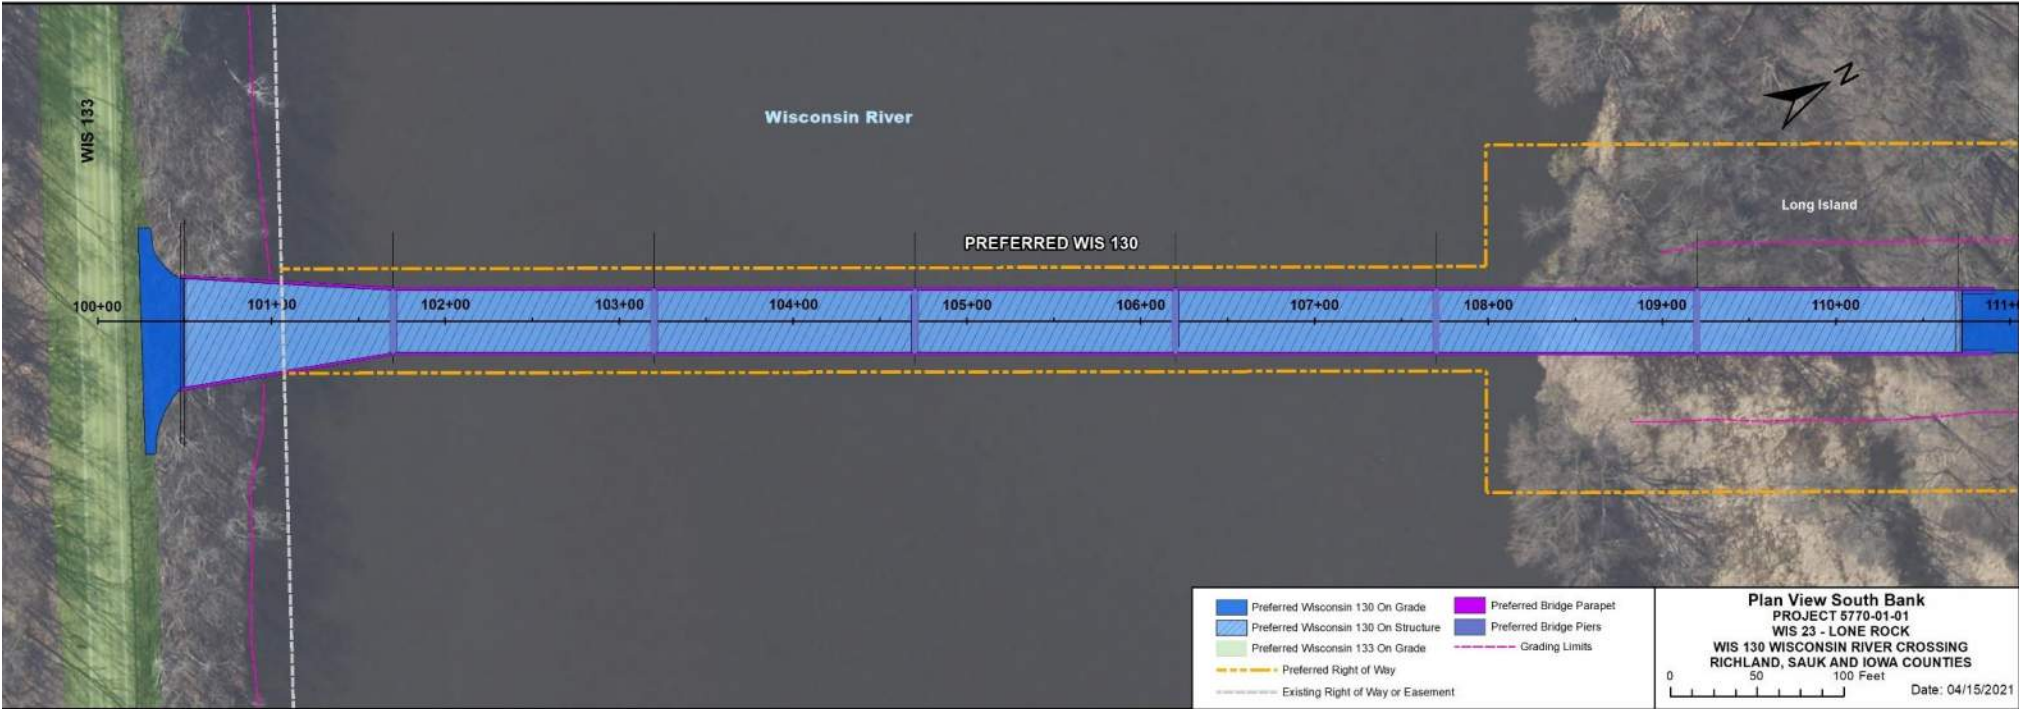 WIS 133
Wisconsin River
N
Long Island
PREFERRED WIS 130
100+00
101+00
102+00
103+00
104+00
105+00
106+00
107+00
108+00
109+00
110+00
Preferred Wisconsin 130 On Grade
Preferred Wisconsin 130 On Structure
Preferred Wisconsin 133 On Grade
Preferred Right of Way
Existing Right of Way or Easement
Preferred Bridge Parapet
Preferred Bridge Piers
Grading Limits
Plan View South Bank
PROJECT 5770-01-01
WIS 23 - LONE ROCK
WIS 130 WISCONSIN RIVER CROSSING
RICHLAND, SAUK AND IOWA COUNTIES
0 50 100 Feet
Date: 04/15/2021